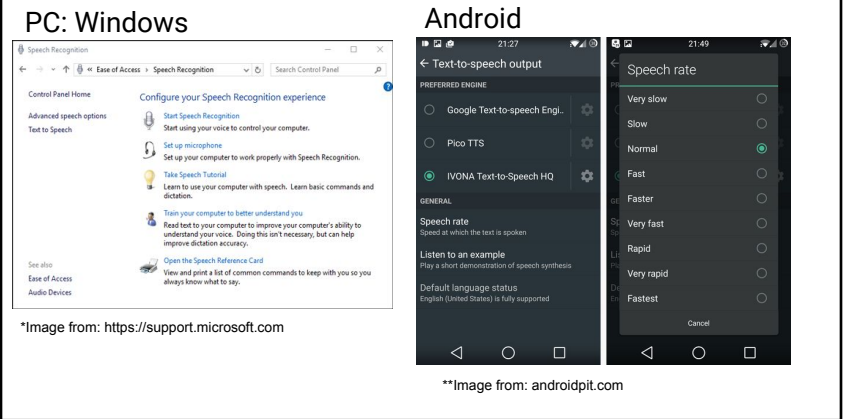 PC: Windows
Speech Recognition
« Ease of Access › Speech Recognition
Search Control Panel
Control Panel Home
Advanced speech options
Text to Speech
See also
Ease of Access
Audio Devices
Configure your Speech Recognition experience
Start Speech Recognition
Start using your voice to control your computer.
Set up microphone
Set up your computer to work properly with Speech Recognition.
Take Speech Tutorial
Learn to use your computer with speech. Learn basic commands and
dictation.
Train your computer to better understand you
Read text to your computer to improve your computer's ability to
understand your voice. Doing this isn't necessary, but can help
improve dictation accuracy.
Open the Speech Reference Card
View and print a list of common commands to keep with you so you
always know what to say.
*Image from: https://support.microsoft.com
Android
21:27
Text-to-speech output
PREFERRED ENGINE
Google Text-to-speech Engi..
Pico TTS
IVONA Text-to-Speech HQ
GENERAL
Speech rate
Speed at which the text is spoken
Listen to an example
Play a short demonstration of speech synthesis
Default language status
English (United States) is fully supported
21:49
Speech rate
Very slow
Slow
Normal
Fast
Faster
Very fast
Rapid
Very rapid
Fastest
Cancel
**Image from: androidpit.com